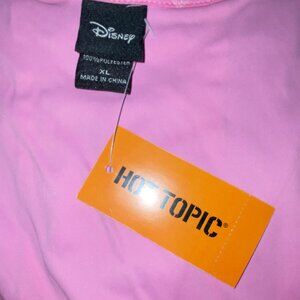 Disney
100% POLYESTER
XL
MADE IN CHINA
HOT TOPIC®